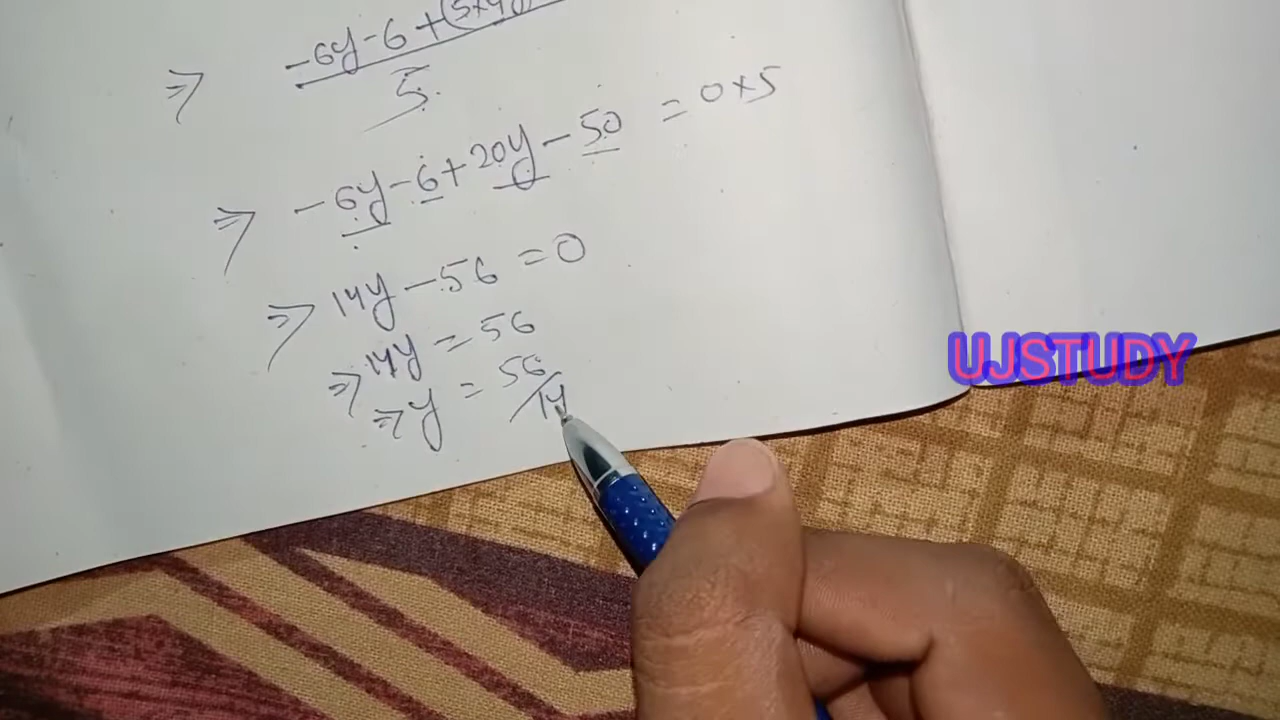 ⇒ -6y-6+(5×4y)
5
⇒ -6y-6+20y-50 = 0×5
⇒ 14y-56=0
⇒ 14y = 56
⇒ y = 56/14
UJSTUDY